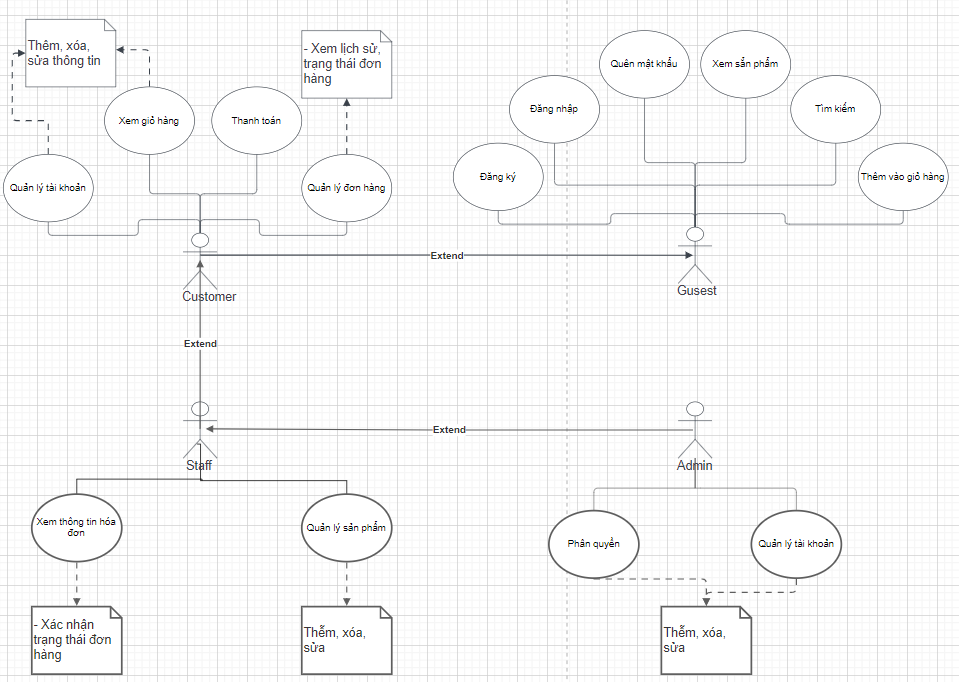 Thêm, xóa,
sửa thông tin
- Xem lịch sử,
trạng thái đơn
hàng
Quên mật khẩu
Xem sản phẩm
Đăng nhập
Tìm kiếm
Xem giỏ hàng
Thanh toán
Đăng ký
Thêm vào giỏ hàng
Quản lý tài khoản
Quản lý đơn hàng
Extend
Customer
Gusest
Extend
Extend
Staff
Admin
Xem thông tin hóa
đơn
Quản lý sản phẩm
Phân quyền
Quản lý tài khoản
- Xác nhận
trạng thái đơn
hàng
Thễm, xóa,
sửa
Thễm, xóa,
sửa